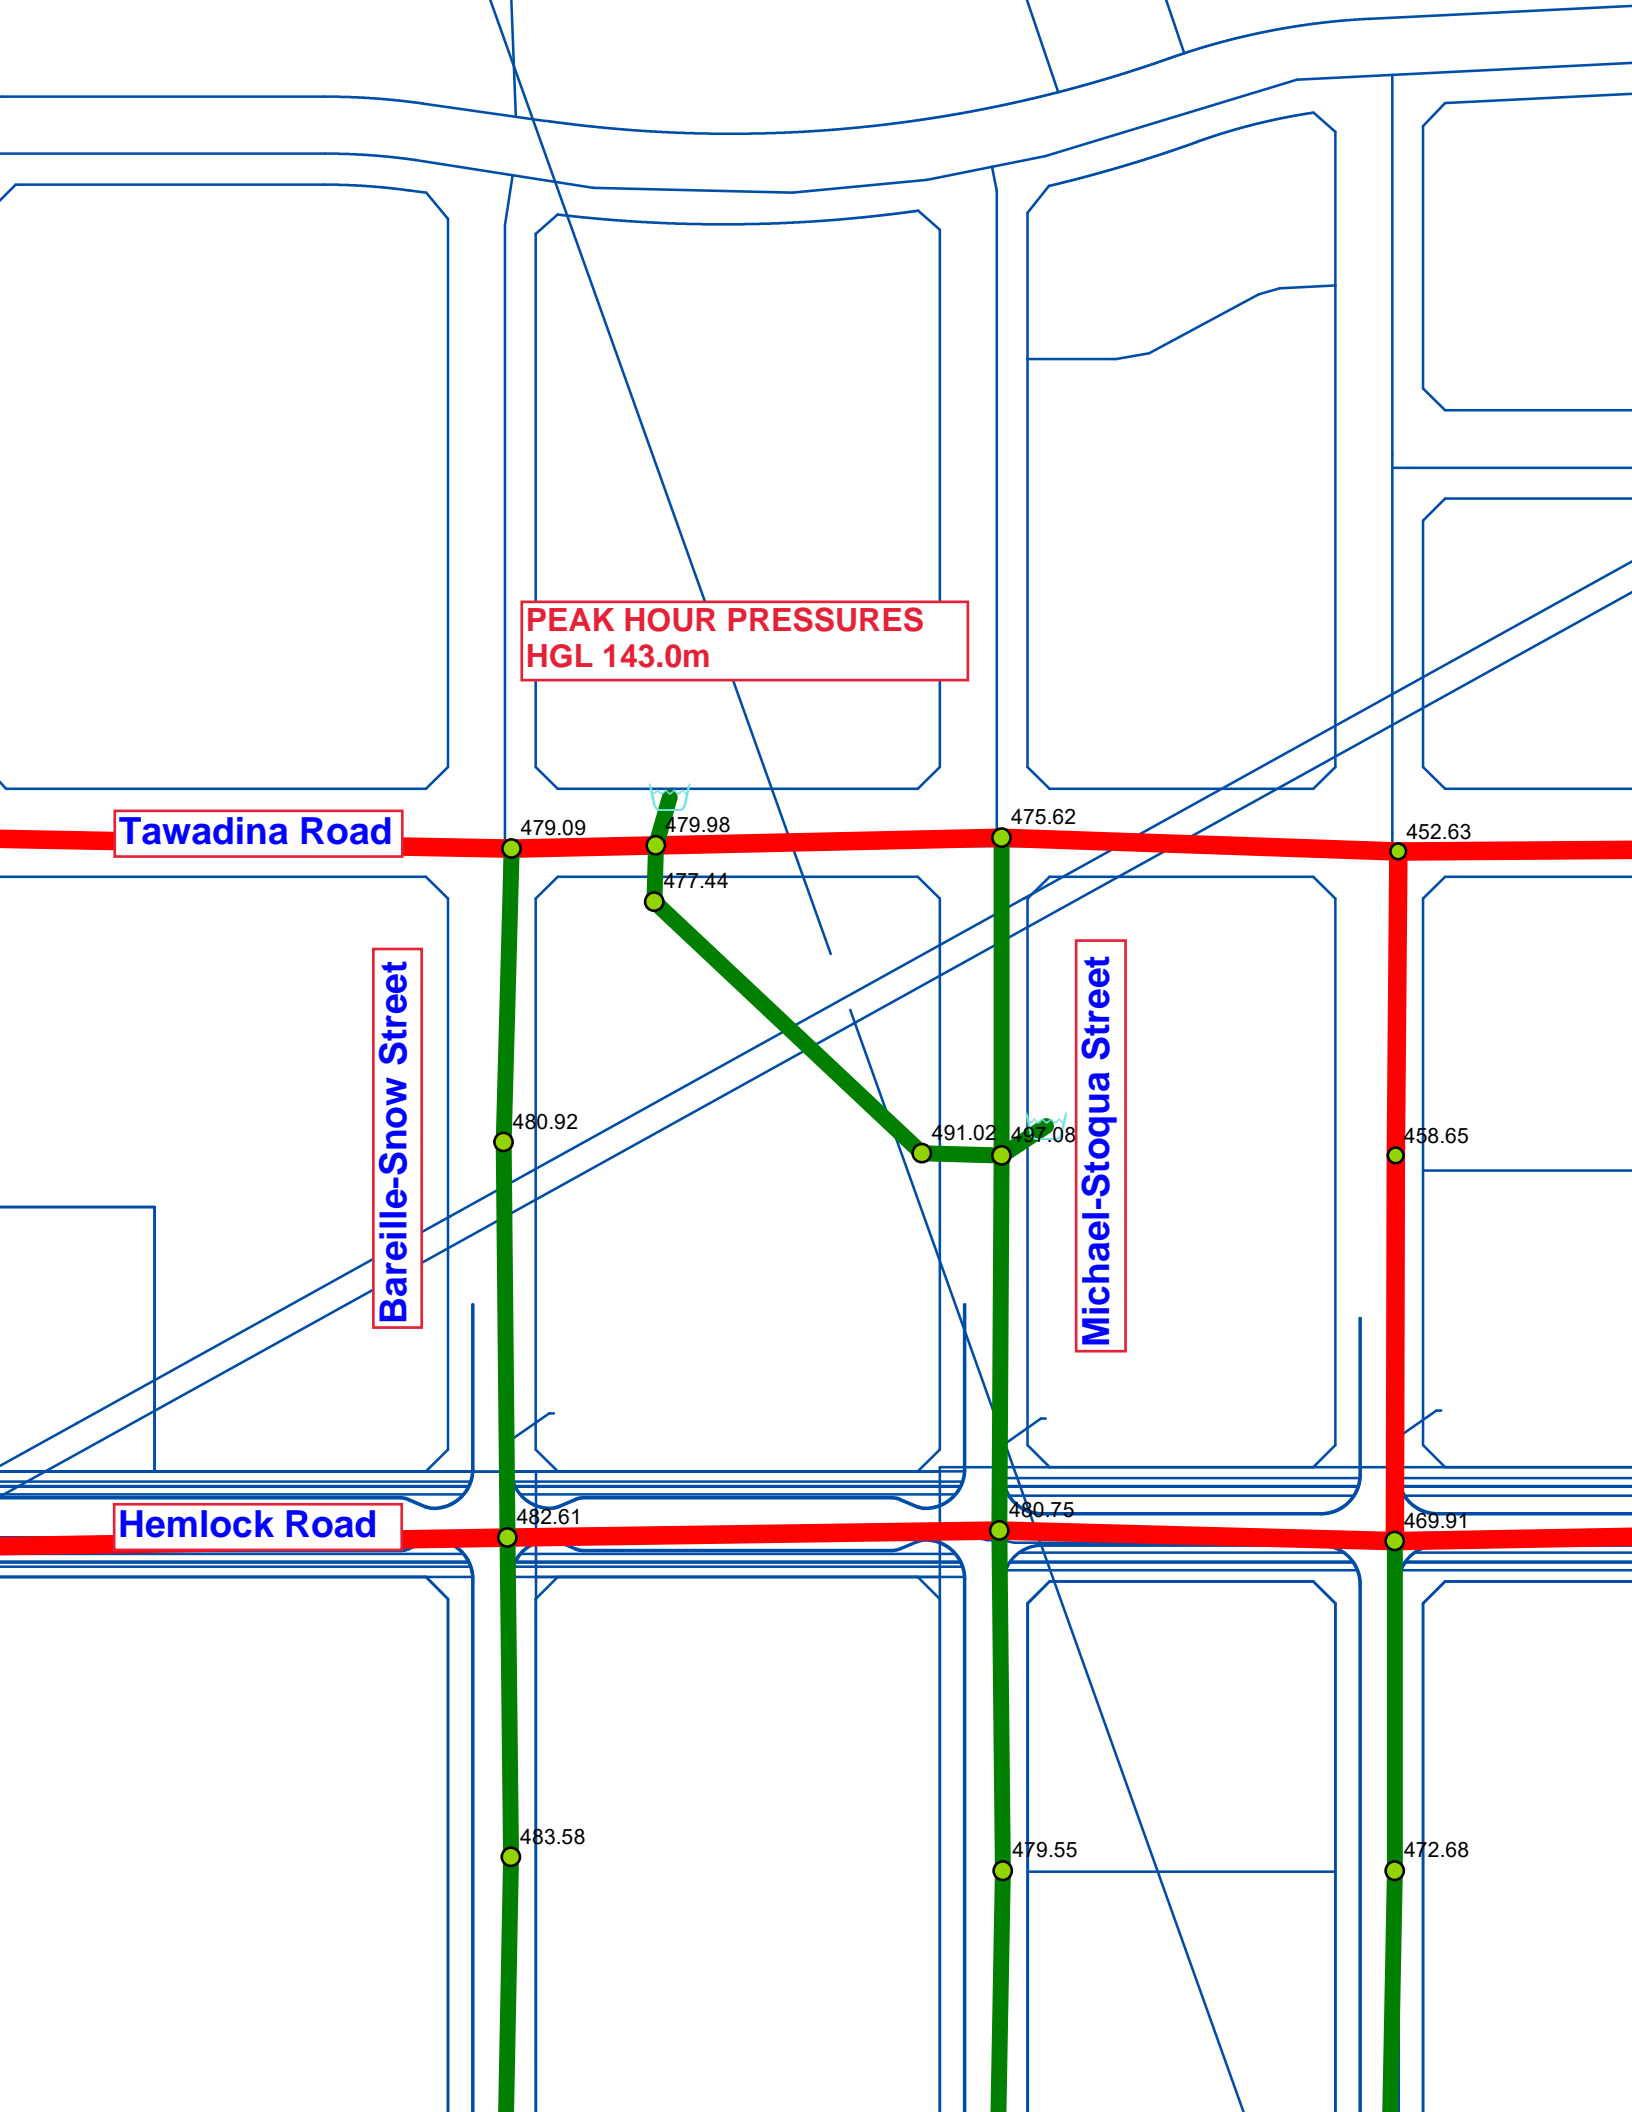 PEAK HOUR PRESSURES
HGL 143.0m
479.09
479.98
475.62
452.63
Tawadina Road
477.44
Bareille-Snow Street
Michael-Stoqua Street
480.92
491.02
497.08
458.65
Hemlock Road
482.61
480.75
469.91
483.58
479.55
472.68